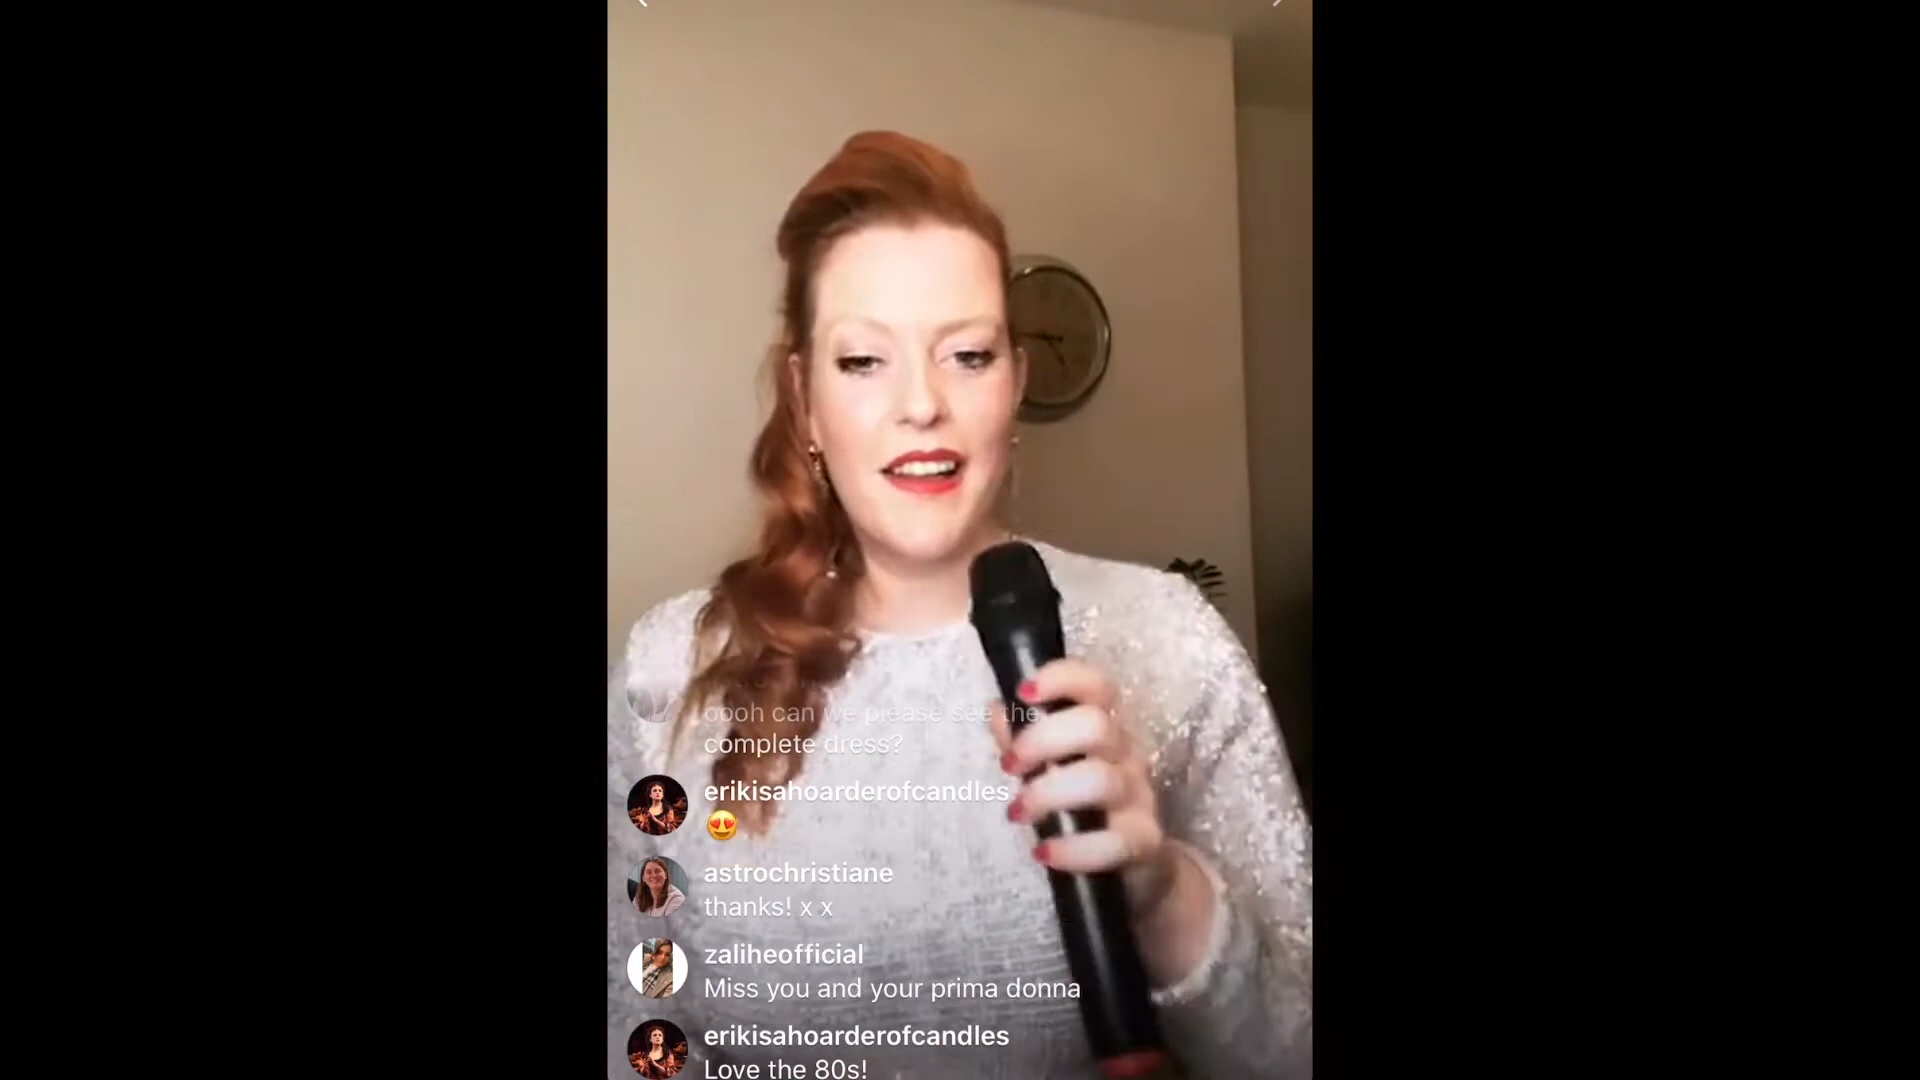 oooh can we please see the
complete dress?
erikisahoarderofcandles
😍
astrochristiane
thanks! x x
zaliheofficial
Miss you and your prima donna
erikisahoarderofcandles
Love the 80s!